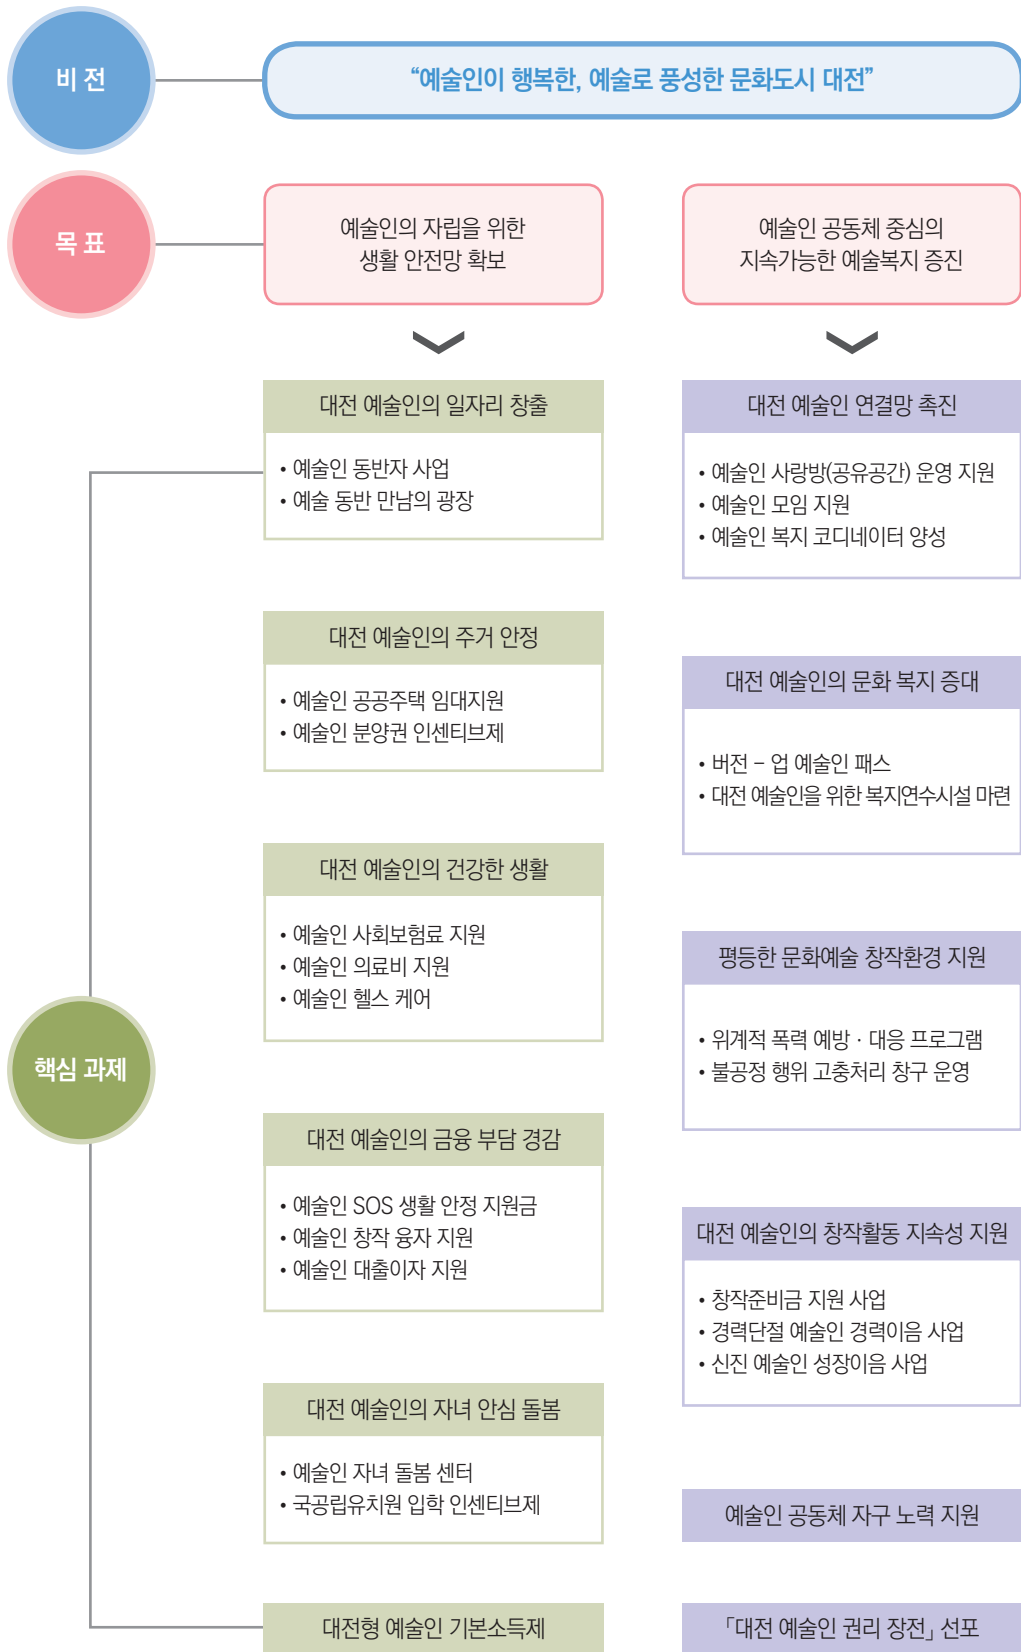 비 전
“예술인이 행복한, 예술로 풍성한 문화도시 대전”
목 표
예술인의 자립을 위한
생활 안전망 확보
예술인 공동체 중심의
지속가능한 예술복지 증진
핵심 과제
대전 예술인의 일자리 창출
• 예술인 동반자 사업
• 예술 동반 만남의 광장
대전 예술인의 주거 안정
• 예술인 공공주택 임대지원
• 예술인 분양권 인센티브제
대전 예술인의 건강한 생활
• 예술인 사회보험료 지원
• 예술인 의료비 지원
• 예술인 헬스 케어
대전 예술인의 금융 부담 경감
• 예술인 SOS 생활 안정 지원금
• 예술인 창작 융자 지원
• 예술인 대출이자 지원
대전 예술인의 자녀 안심 돌봄
• 예술인 자녀 돌봄 센터
• 국공립유치원 입학 인센티브제
대전형 예술인 기본소득제
대전 예술인 연결망 촉진
• 예술인 사랑방(공유공간) 운영 지원
• 예술인 모임 지원
• 예술인 복지 코디네이터 양성
대전 예술인의 문화 복지 증대
• 버전 – 업 예술인 패스
• 대전 예술인을 위한 복지연수시설 마련
평등한 문화예술 창작환경 지원
• 위계적 폭력 예방 · 대응 프로그램
• 불공정 행위 고충처리 창구 운영
대전 예술인의 창작활동 지속성 지원
• 창작준비금 지원 사업
• 경력단절 예술인 경력이음 사업
• 신진 예술인 성장이음 사업
예술인 공동체 자구 노력 지원
「대전 예술인 권리 장전」 선포